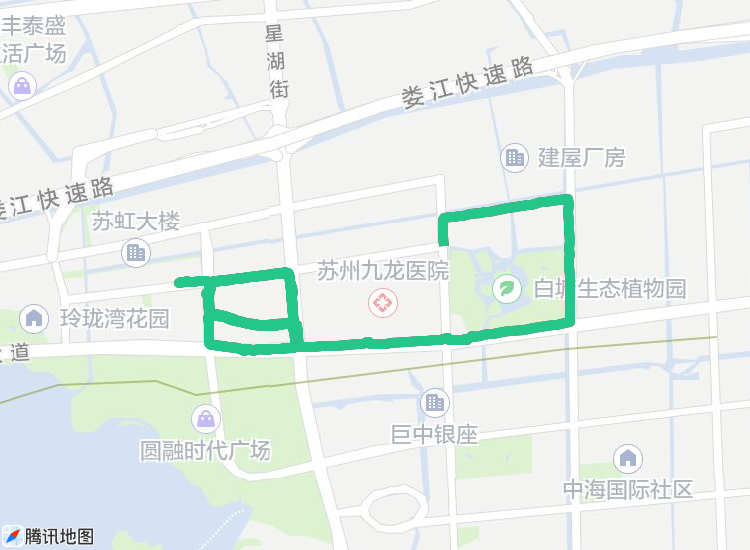 丰泰盛
活广场
星湖街
娄江快速路
建屋厂房
娄江快速路
苏虹大楼
苏州九龙医院
白塘生态植物园
玲珑湾花园
大道
巨中银座
圆融时代广场
中海国际社区
腾讯地图